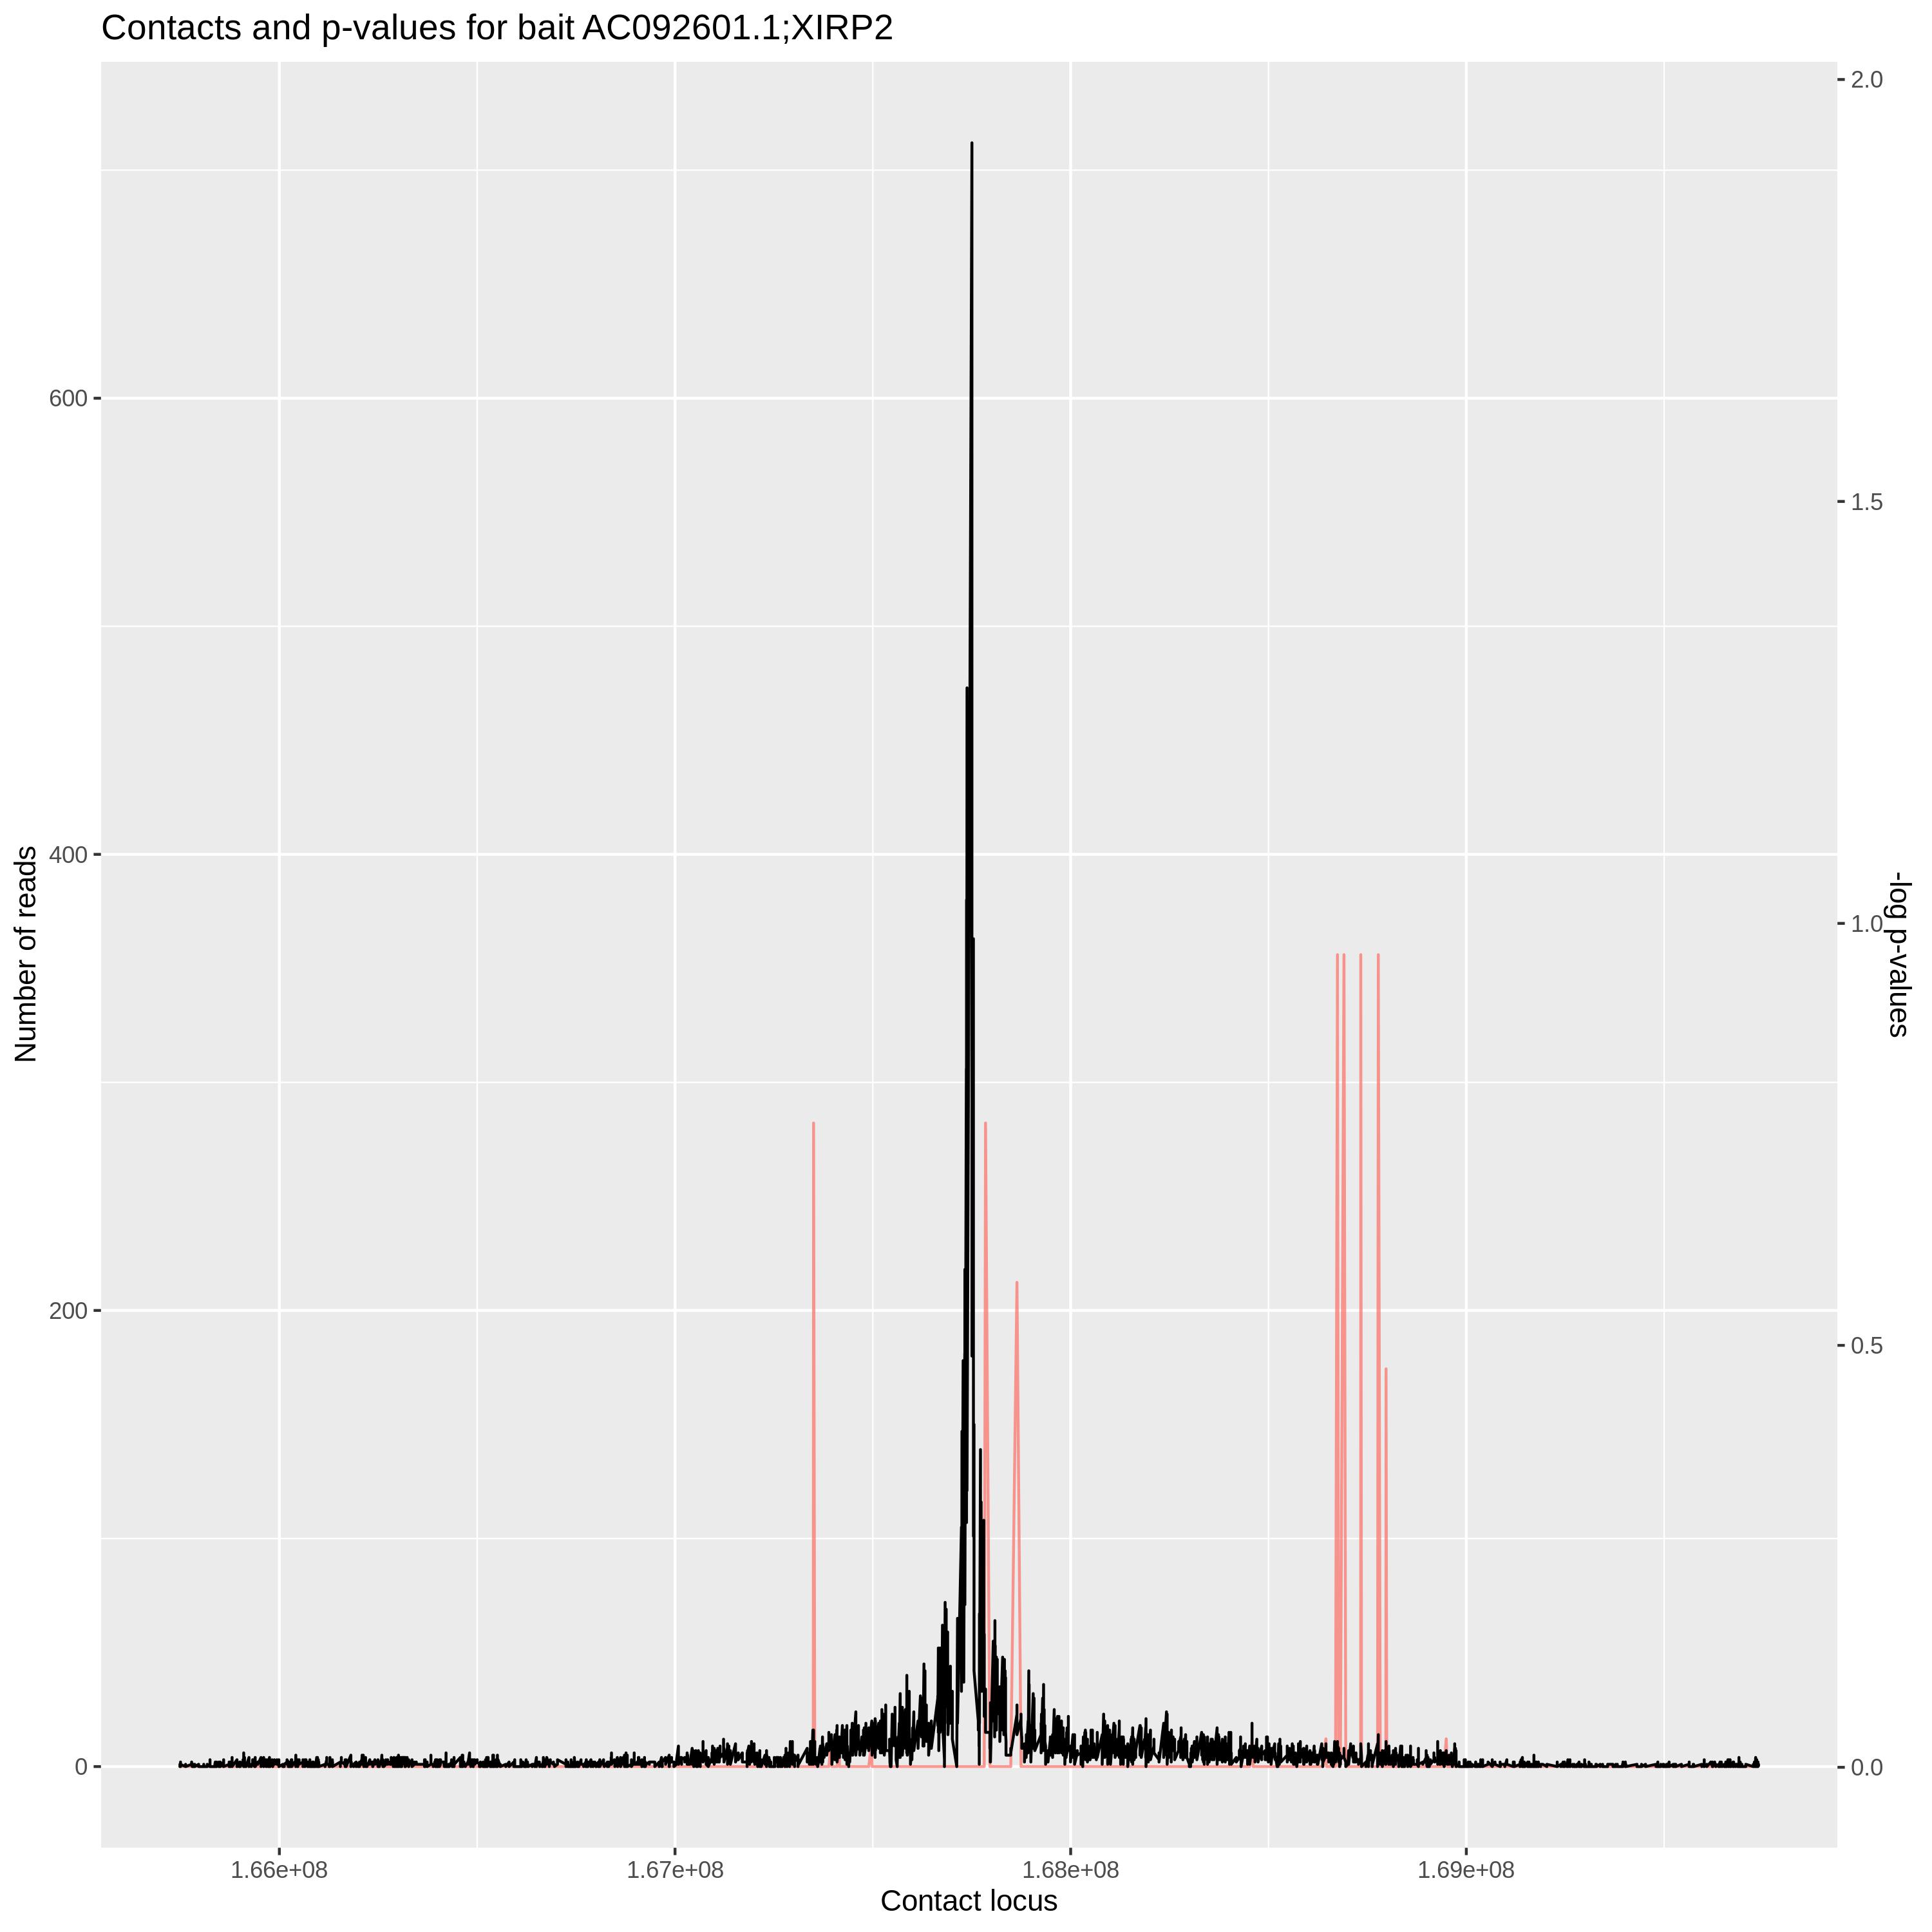 Contacts and p-values for bait AC092601.1;XIRP2
Number of reads
600
400
200
0
2.0
1.5
1.0
0.5
0.0
-log p-values
1.66e+08
1.67e+08
1.68e+08
1.69e+08
Contact locus